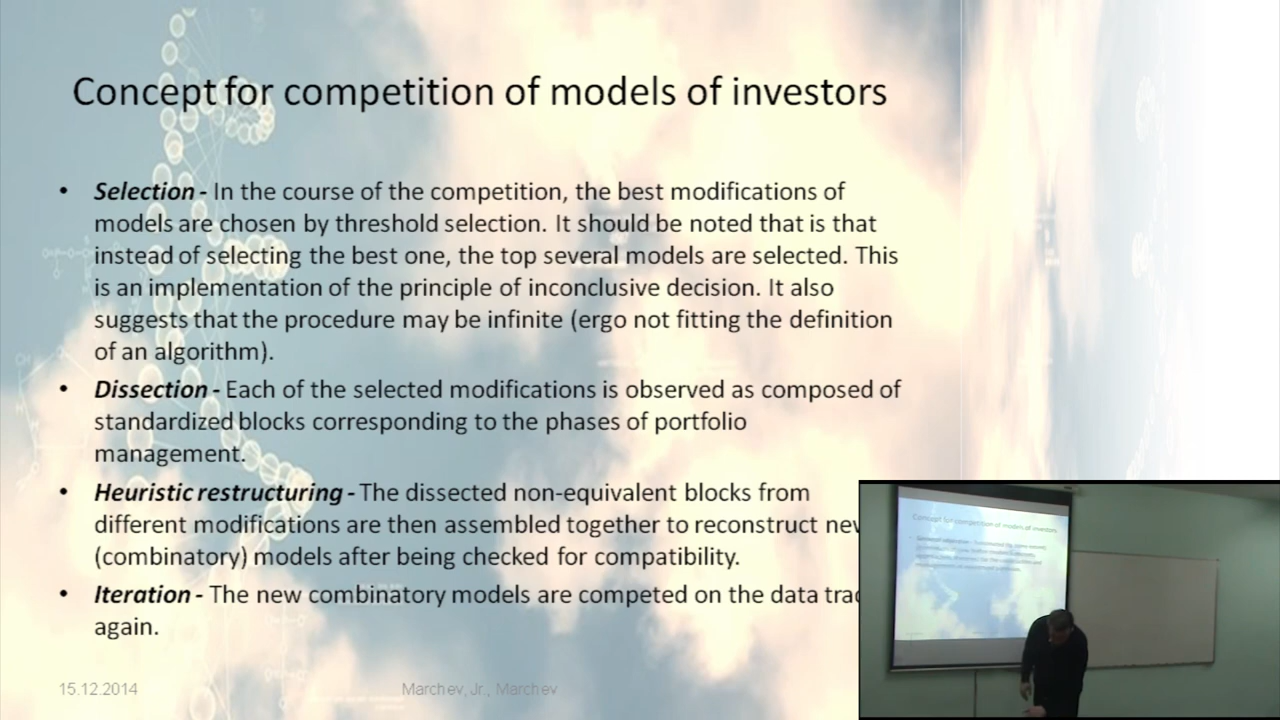 Concept for competition of models of investors
• Selection - In the course of the competition, the best modifications of
models are chosen by threshold selection. It should be noted that is that
instead of selecting the best one, the top several models are selected. This
is an implementation of the principle of inconclusive decision. It also
suggests that the procedure may be infinite (ergo not fitting the definition
of an algorithm).
• Dissection - Each of the selected modifications is observed as composed of
standardized blocks corresponding to the phases of portfolio
management.
• Heuristic restructuring - The dissected non-equivalent blocks from
different modifications are then assembled together to reconstruct
(combinatory) models after being checked for compatibility.
• Iteration - The new combinatory models are competed on the data
again.
15.12.2014
Marchev, Jr., Marchev
Concept for competition of models of investors